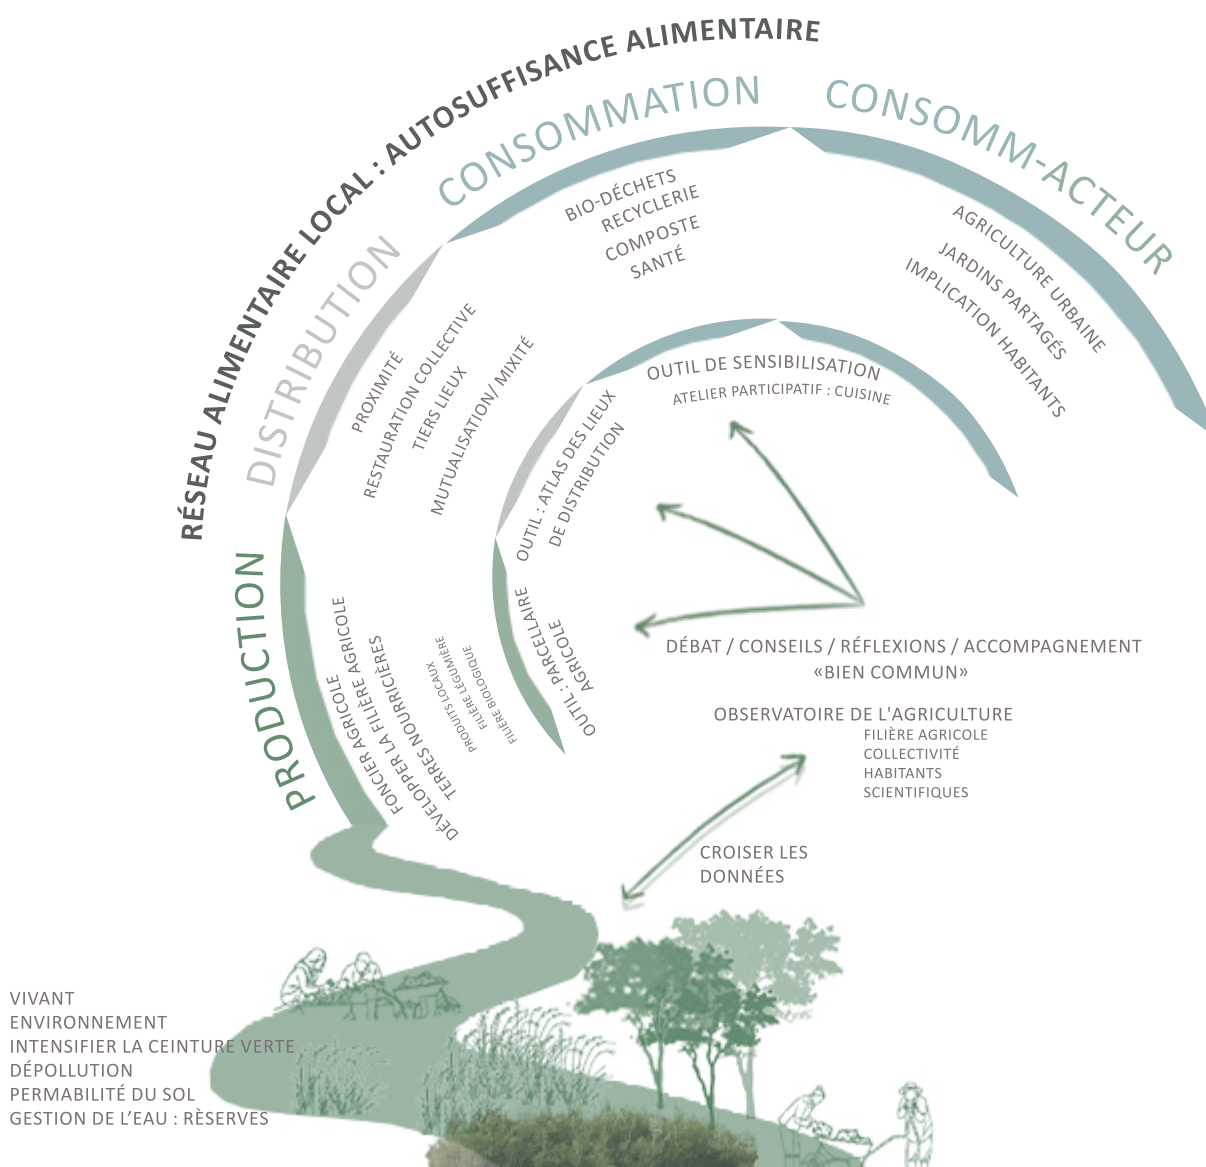 RÉSEAU ALIMENTAIRE LOCAL : AUTOSUFFISANCE ALIMENTAIRE
CONSOMMATION
CONSOMM-ACTEUR
DISTRIBUTION
PRODUCTION
BIO-DÉCHETS
RECYCLERIE
COMPOSTE
SANTÉ
AGRICULTURE URBAINE
JARDINS PARTAGÉS
IMPLICATION HABITANTS
PROXIMITÉ
RESTAURATION COLLECTIVE
TIERS LIEUX
MUTUALISATION/ MIXITÉ
OUTIL DE SENSIBILISATION
ATELIER PARTICIPATIF : CUISINE
OUTIL : ATLAS DES LIEUX
DE DISTRIBUTION
OUTIL : PARCELLAIRE
AGRICOLE
FONCIER AGRICOLE
DÉVELOPPER LA FILIÈRE AGRICOLE
TERRES NOURRICIÈRES
PRODUITS LOCAUX
FILIÈRE LÉGUMIÈRE
FILIÈRE BIOLOGIQUE
DÉBAT / CONSEILS / RÉFLEXIONS / ACCOMPAGNEMENT
«BIEN COMMUN»
OBSERVATOIRE DE L'AGRICULTURE
FILIÈRE AGRICOLE
COLLECTIVITÉ
HABITANTS
SCIENTIFIQUES
CROISER LES
DONNÉES
VIVANT
ENVIRONNEMENT
INTENSIFIER LA CEINTURE VERTE
DÉPOLLUTION
PERMABILITÉ DU SOL
GESTION DE L’EAU : RÈSERVES